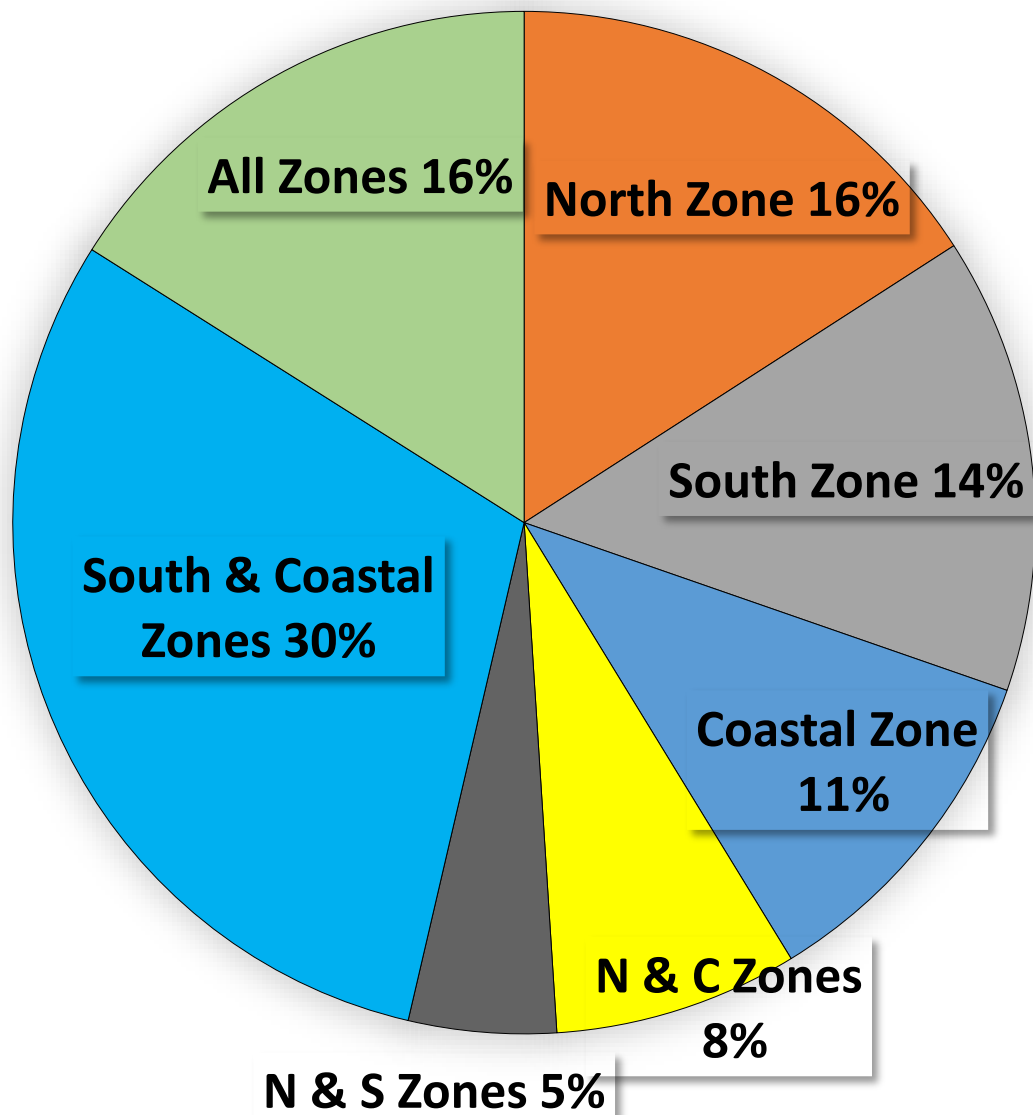 All Zones 16%
North Zone 16%
South Zone 14%
South & Coastal
Zones 30%
Coastal Zone
11%
N & C Zones
8%
N & S Zones 5%